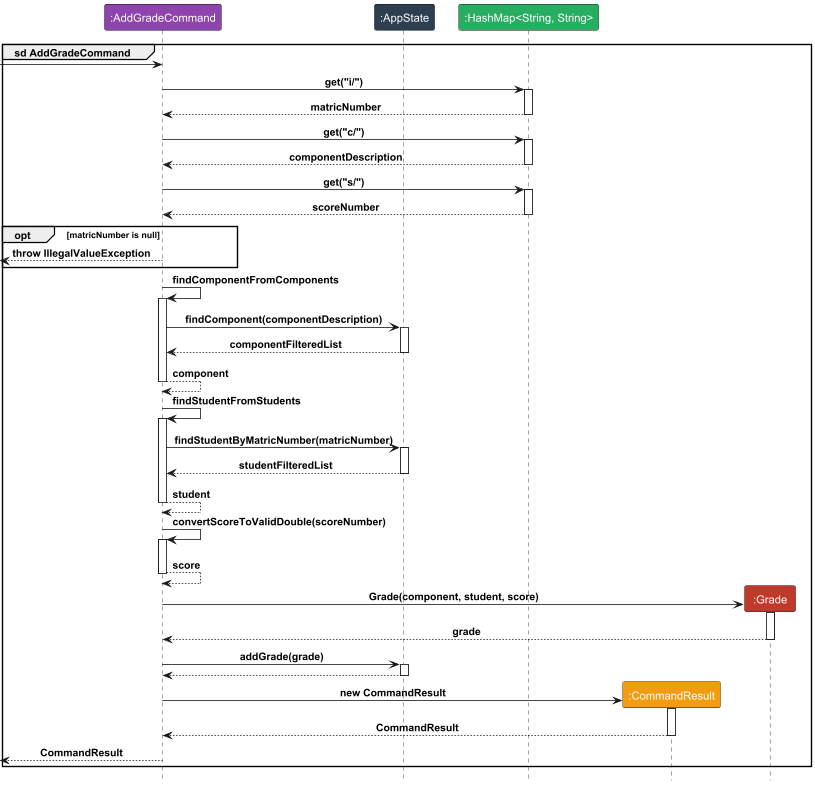 :AddGradeCommand
:AppState
:HashMap<String, String>
sd AddGradeCommand
get("i/")
matricNumber
get("c/")
componentDescription
get("s/")
scoreNumber
opt
[matricNumber is null]
throw IllegalValueException
findComponentFromComponents
findComponent(componentDescription)
componentFilteredList
component
findStudentFromStudents
findStudentByMatricNumber(matricNumber)
studentFilteredList
student
convertScoreToValidDouble(scoreNumber)
score
Grade(component, student, score)
:Grade
grade
addGrade(grade)
new CommandResult
:CommandResult
CommandResult
CommandResult